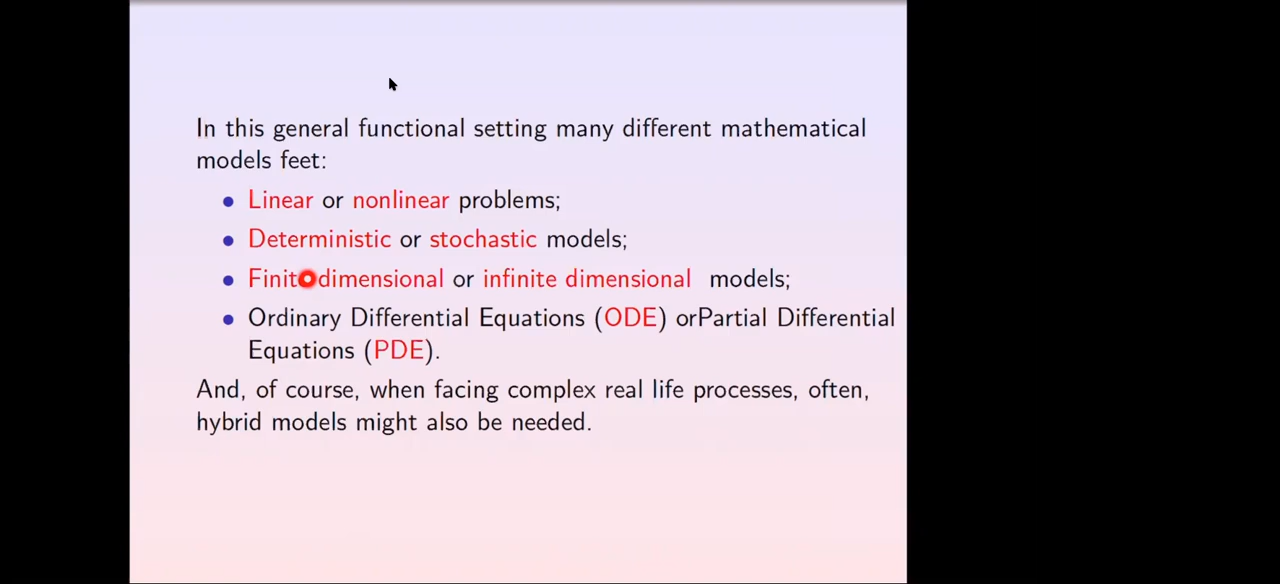 In this general functional setting many different mathematical
models feet:
• Linear or nonlinear problems;
• Deterministic or stochastic models;
• Finite dimensional or infinite dimensional models;
• Ordinary Differential Equations (ODE) orPartial Differential
Equations (PDE).
And, of course, when facing complex real life processes, often,
hybrid models might also be needed.